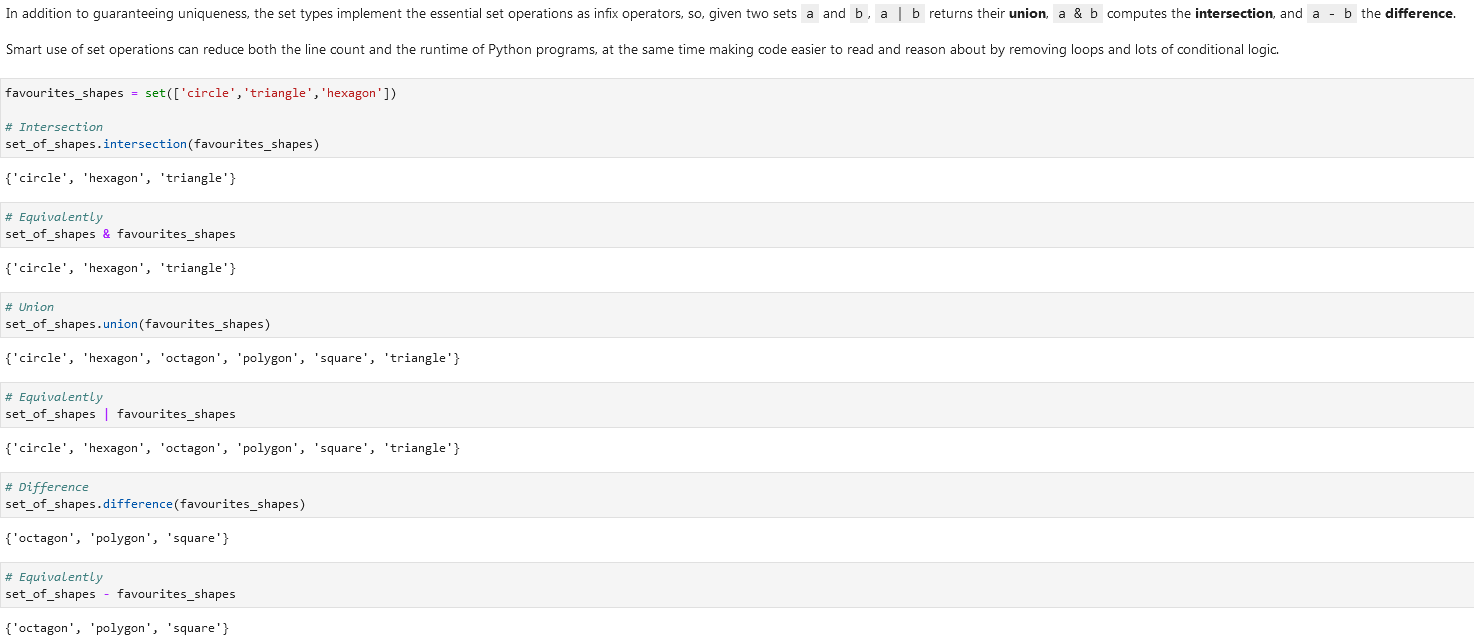 In addition to guaranteeing uniqueness, the set types implement the essential set operations as infix operators, so, given two sets a and b, a | b returns their union, a & b computes the intersection, and a - b the difference.
Smart use of set operations can reduce both the line count and the runtime of Python programs, at the same time making code easier to read and reason about by removing loops and lots of conditional logic.
favourites_shapes = set(['circle','triangle','hexagon'])
# Intersection
set_of_shapes.intersection(favourites_shapes)
{'circle', 'hexagon', 'triangle'}
# Equivalently
set_of_shapes & favourites_shapes
{'circle', 'hexagon', 'triangle'}
# Union
set_of_shapes.union(favourites_shapes)
{'circle', 'hexagon', 'octagon', 'polygon', 'square', 'triangle'}
# Equivalently
set_of_shapes | favourites_shapes
{'circle', 'hexagon', 'octagon', 'polygon', 'square', 'triangle'}
# Difference
set_of_shapes.difference(favourites_shapes)
{'octagon', 'polygon', 'square'}
# Equivalently
set_of_shapes - favourites_shapes
{'octagon', 'polygon', 'square'}